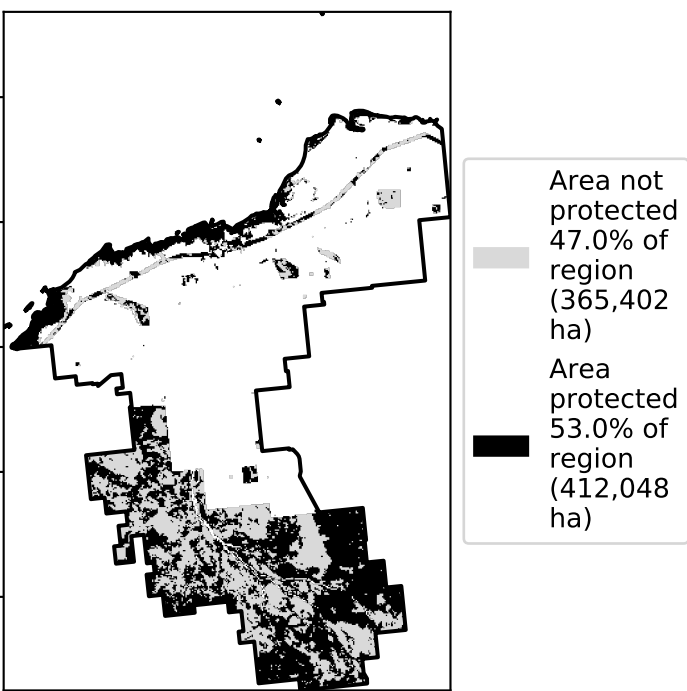 Area not
protected
47.0% of
region
(365,402
ha)
Area
protected
53.0% of
region
(412,048
ha)